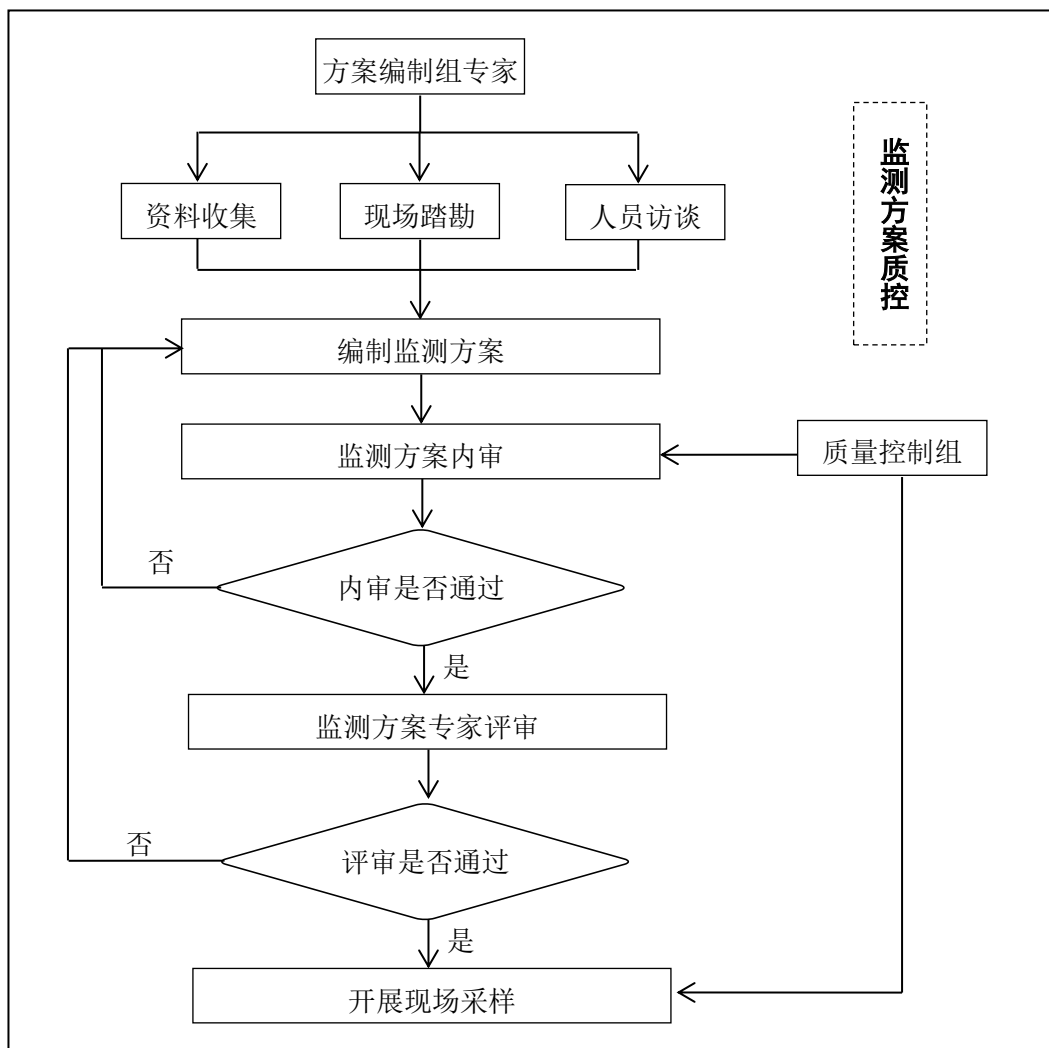 方案编制组专家
监测方案质控
资料收集
现场踏勘
人员访谈
编制监测方案
监测方案内审
质量控制组
否
内审是否通过
是
监测方案专家评审
否
评审是否通过
是
开展现场采样